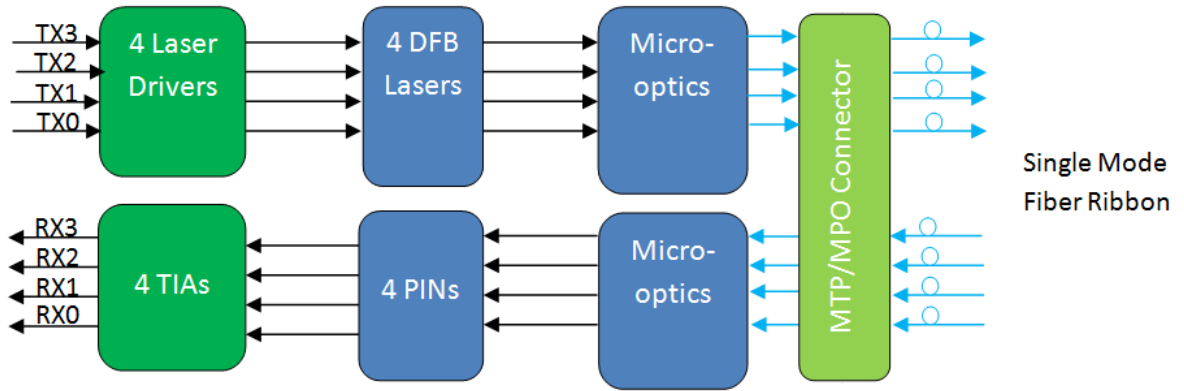 TX3
TX2
TX1
TX0
4 Laser
Drivers
4 DFB
Lasers
Micro-
optics
MTP/MPO Connector
Single Mode
Fiber Ribbon
RX3
RX2
RX1
RX0
4 TIAs
4 PINs
Micro-
optics